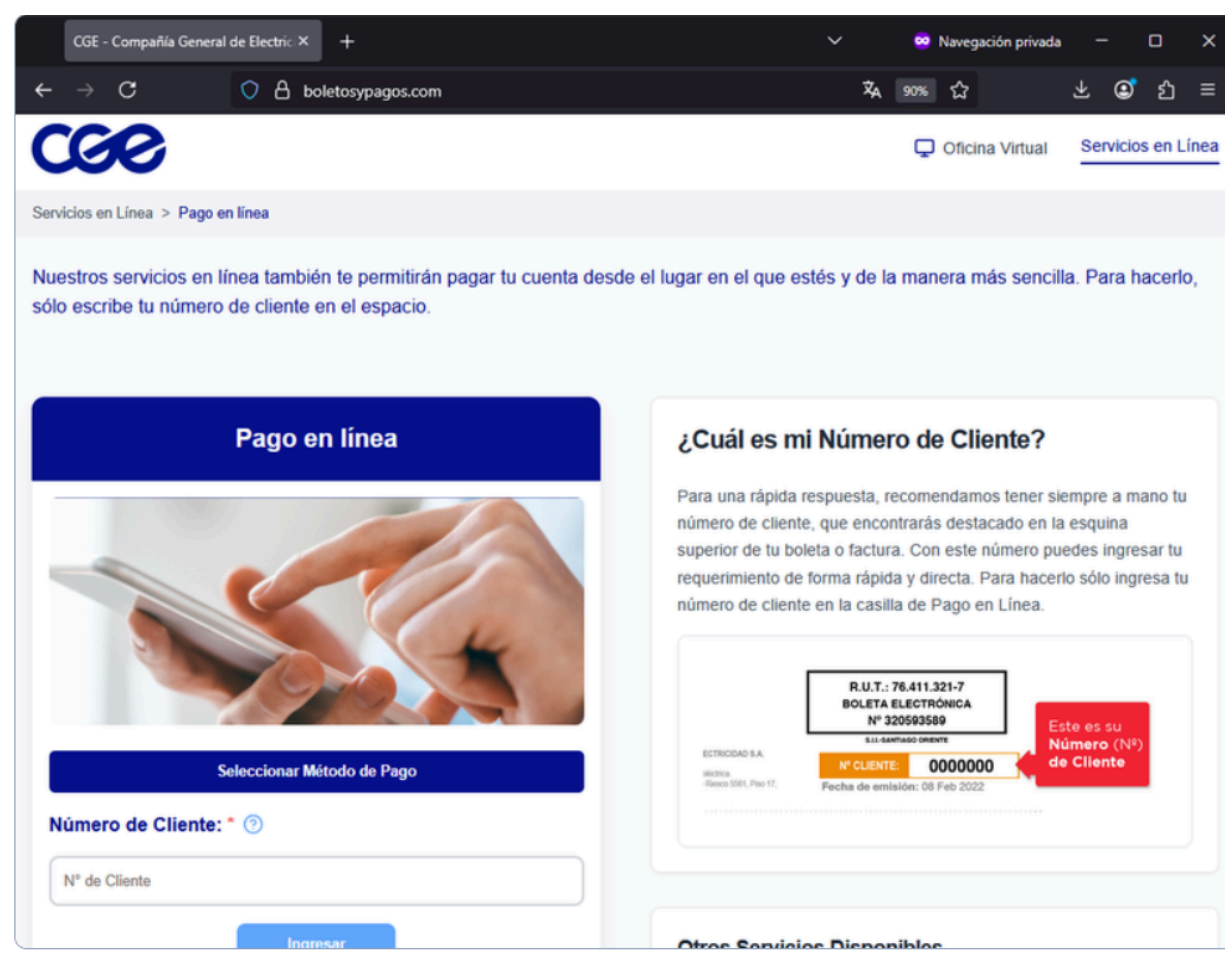 CGE - Compañía General de Electric
Navegación privada
boletosypagos.com
90%
cge
Oficina Virtual
Servicios en Línea
Servicios en Línea > Pago en línea
Nuestros servicios en línea también te permitirán pagar tu cuenta desde el lugar en el que estés y de la manera más sencilla. Para hacerlo,
sólo escribe tu número de cliente en el espacio.
Pago en línea
Seleccionar Método de Pago
Número de Cliente: *
N° de Cliente
Ingresar
¿Cuál es mi Número de Cliente?
Para una rápida respuesta, recomendamos tener siempre a mano tu
número de cliente, que encontrarás destacado en la esquina
superior de tu boleta o factura. Con este número puedes ingresar tu
requerimiento de forma rápida y directa. Para hacerlo sólo ingresa tu
número de cliente en la casilla de Pago en Línea.
R.U.T.: 76.411.321-7
BOLETA ELECTRÓNICA
Nº 320593589
S.I.I.-SANTIAGO ORIENTE
ECTRICIDAD S.A.
Nº CLIENTE: 0000000
Fecha de emisión: 08 Feb 2022
Este es su
Número (Nº)
de Cliente
Otros Servicios Disponibles